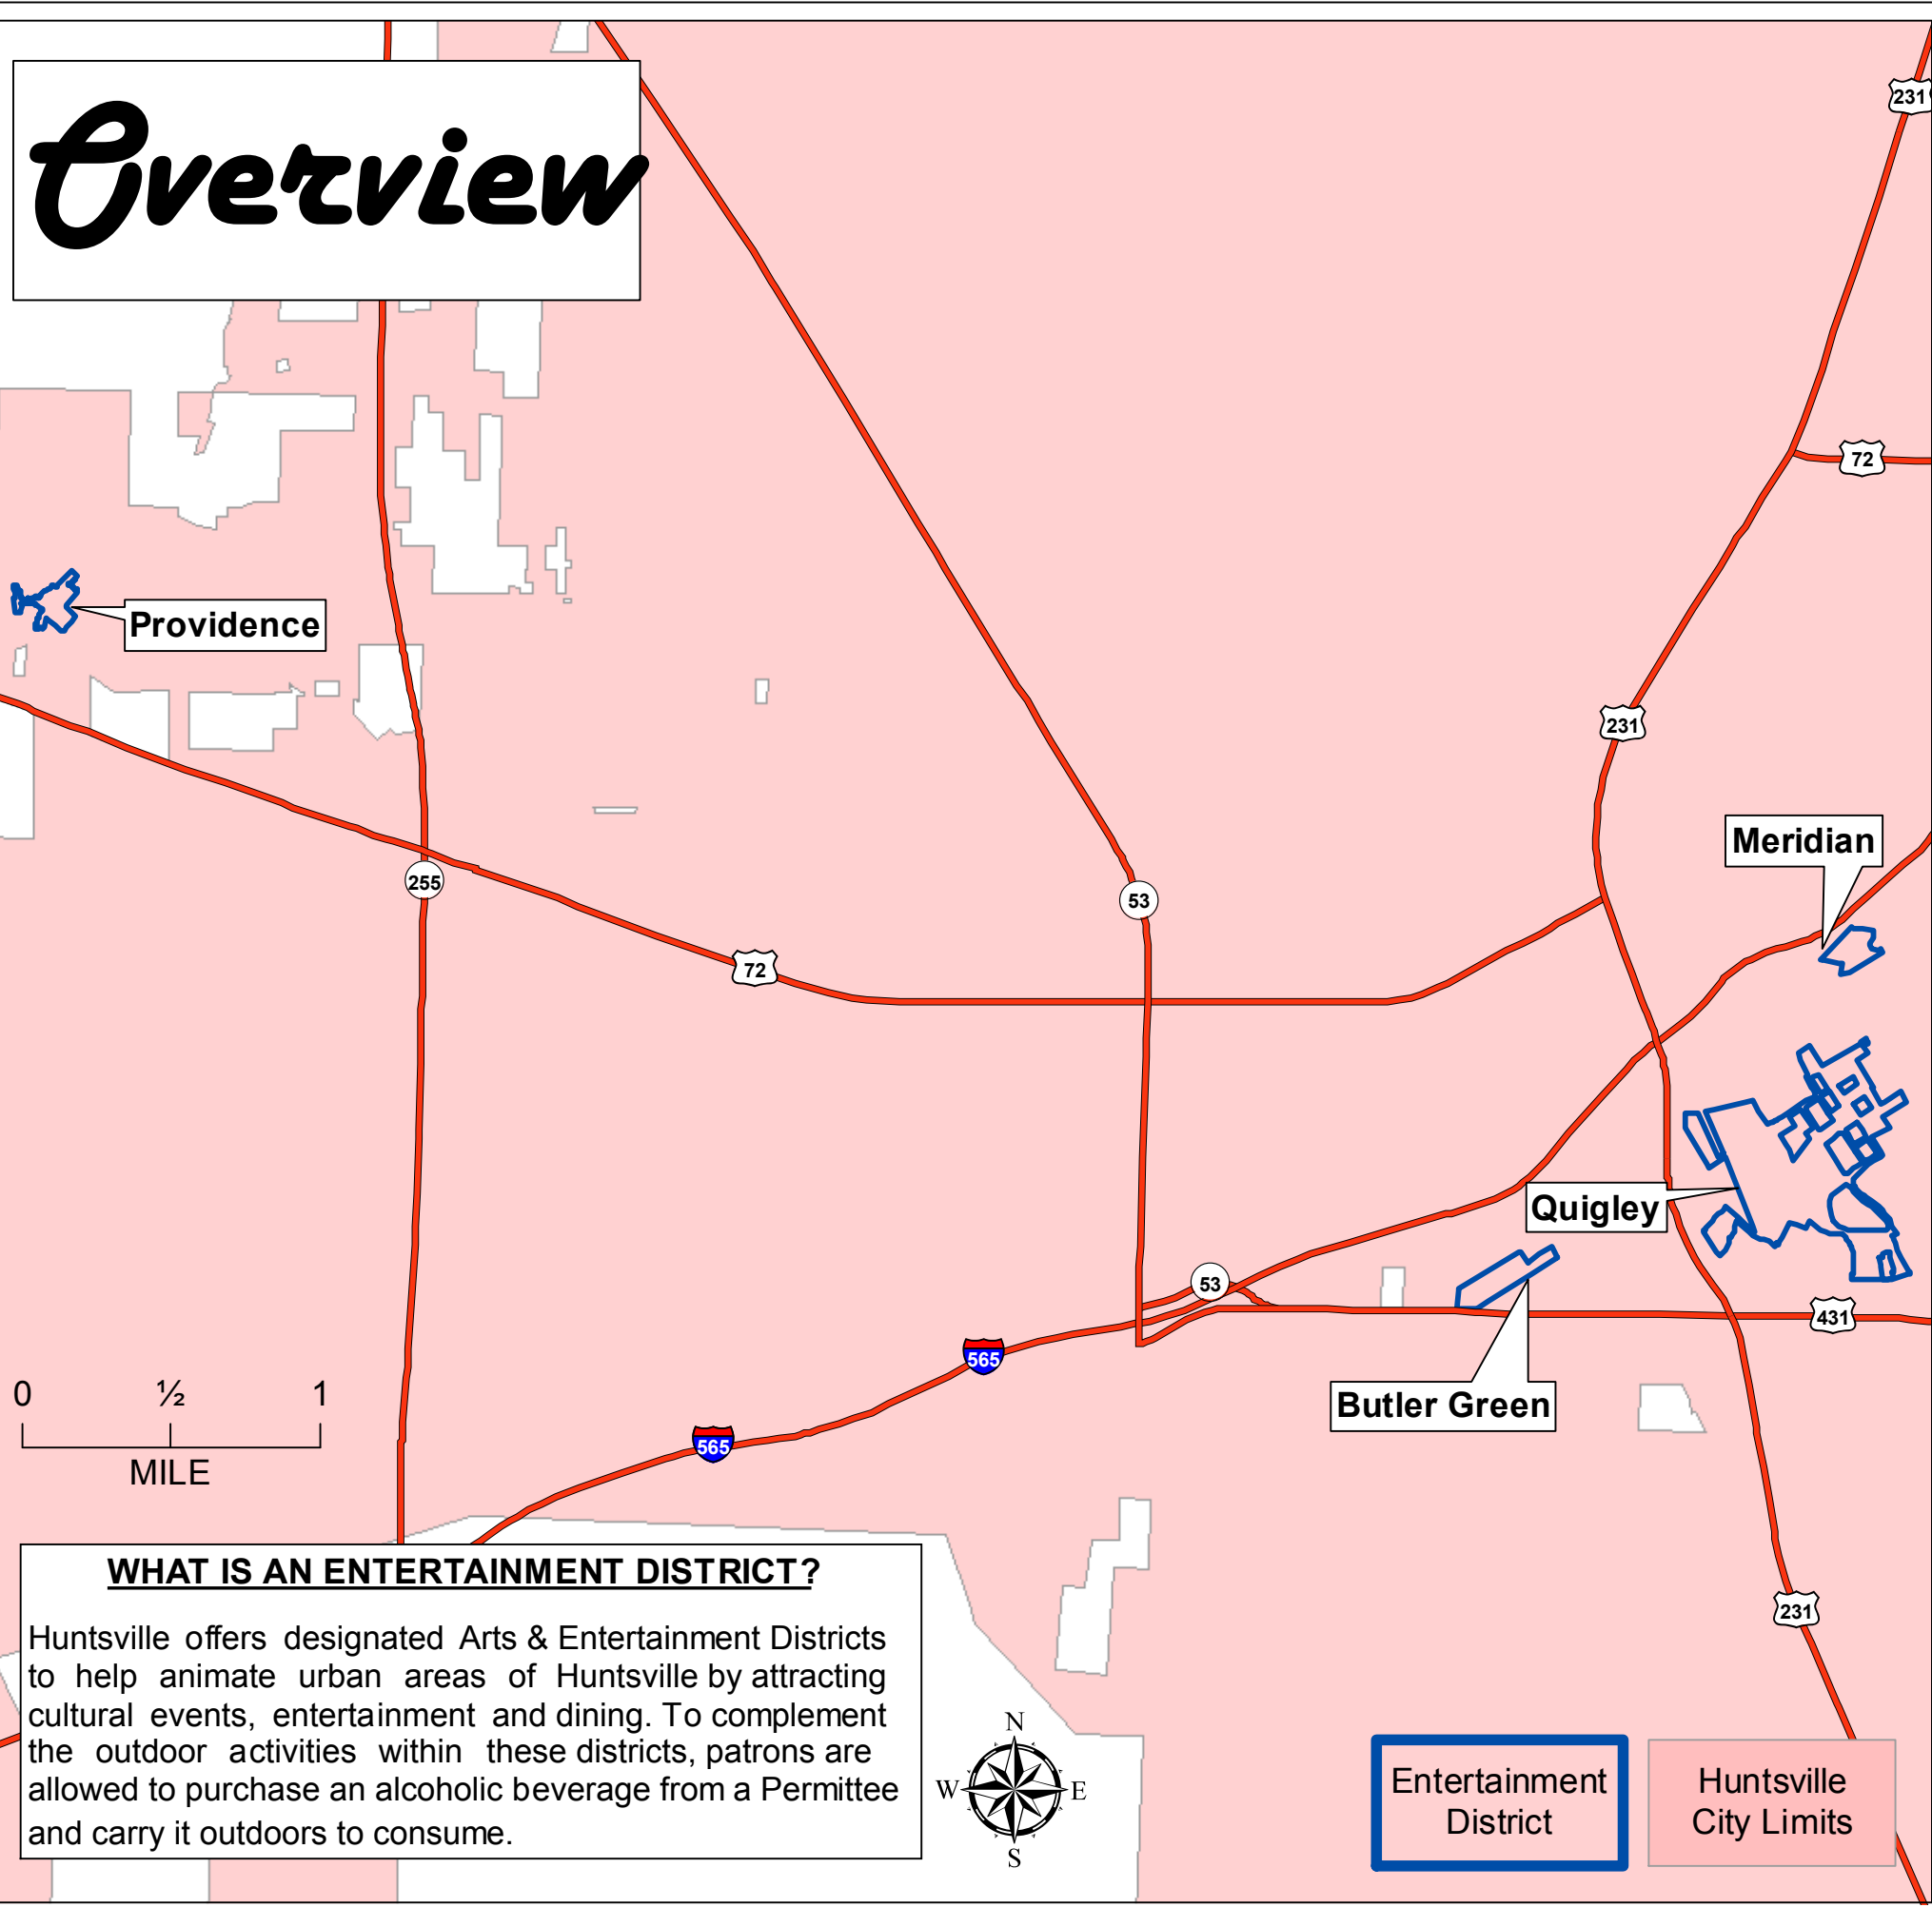 Overview
231
72
Providence
231
Meridian
255
53
72
Quigley
53
431
565
Butler Green
0 ½ 1
565
MILE
WHAT IS AN ENTERTAINMENT DISTRICT?
231
Huntsville offers designated Arts & Entertainment Districts
to help animate urban areas of Huntsville by attracting
cultural events, entertainment and dining. To complement
the outdoor activities within these districts, patrons are
allowed to purchase an alcoholic beverage from a Permittee
and carry it outdoors to consume.
N
W E
S
Entertainment
District
Huntsville
City Limits